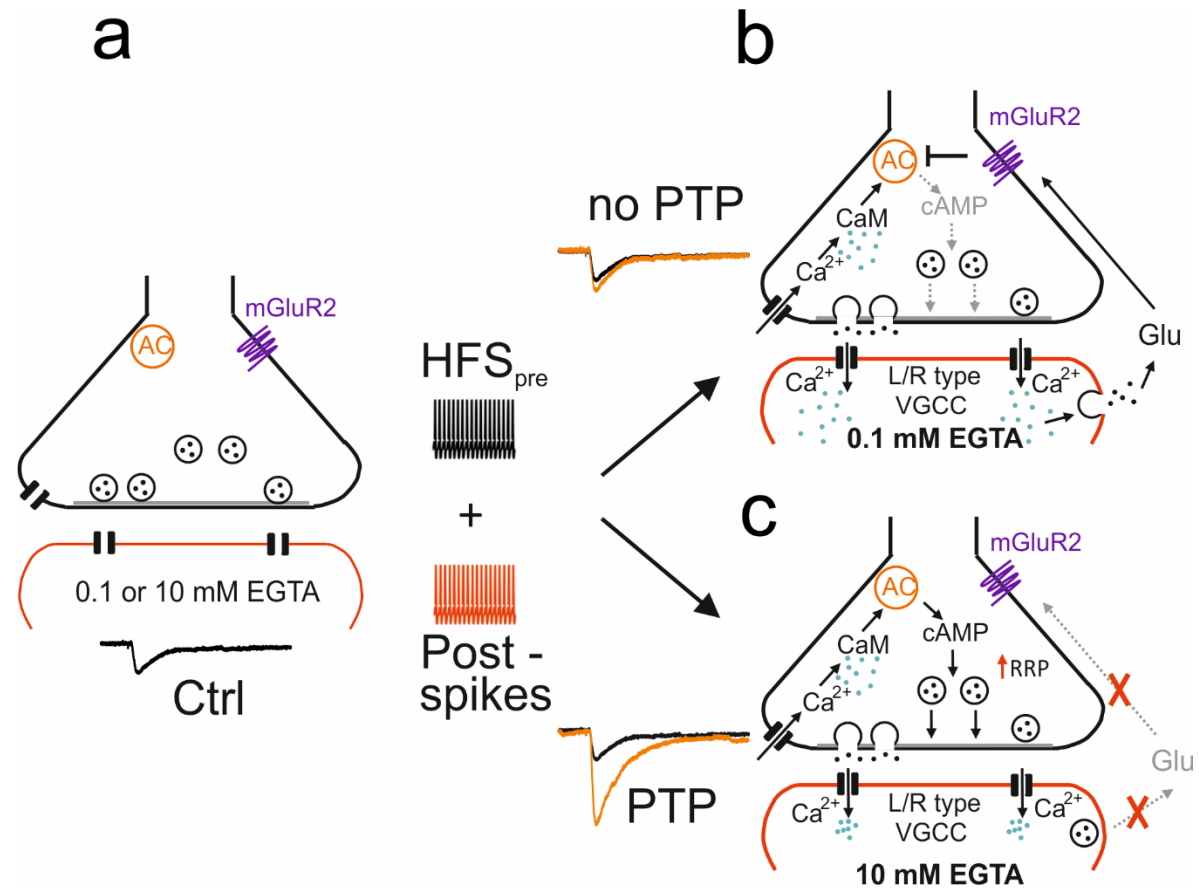 a
mGluR2
AC
0.1 or 10 mM EGTA
Ctrl
HFSpre
+
Post -
spikes
b
mGluR2
AC
no PTP
cAMP
CaM
Ca2+
Glu
Ca2+
L/R type
Ca2+
VGCC
0.1 mM EGTA
c
mGluR2
AC
cAMP
CaM
RRP
Ca2+
PTP
Glu
Ca2+
L/R type
Ca2+
VGCC
10 mM EGTA